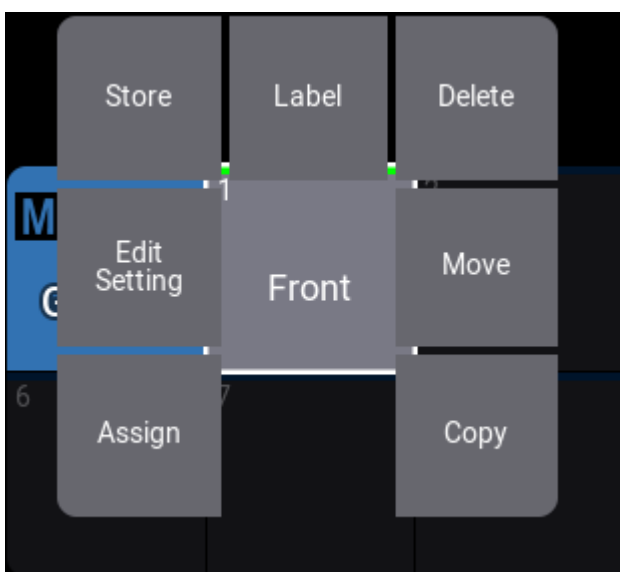 Store
Label
Delete
1
M
Edit
Setting
Front
Move
G
6
7
Assign
Copy